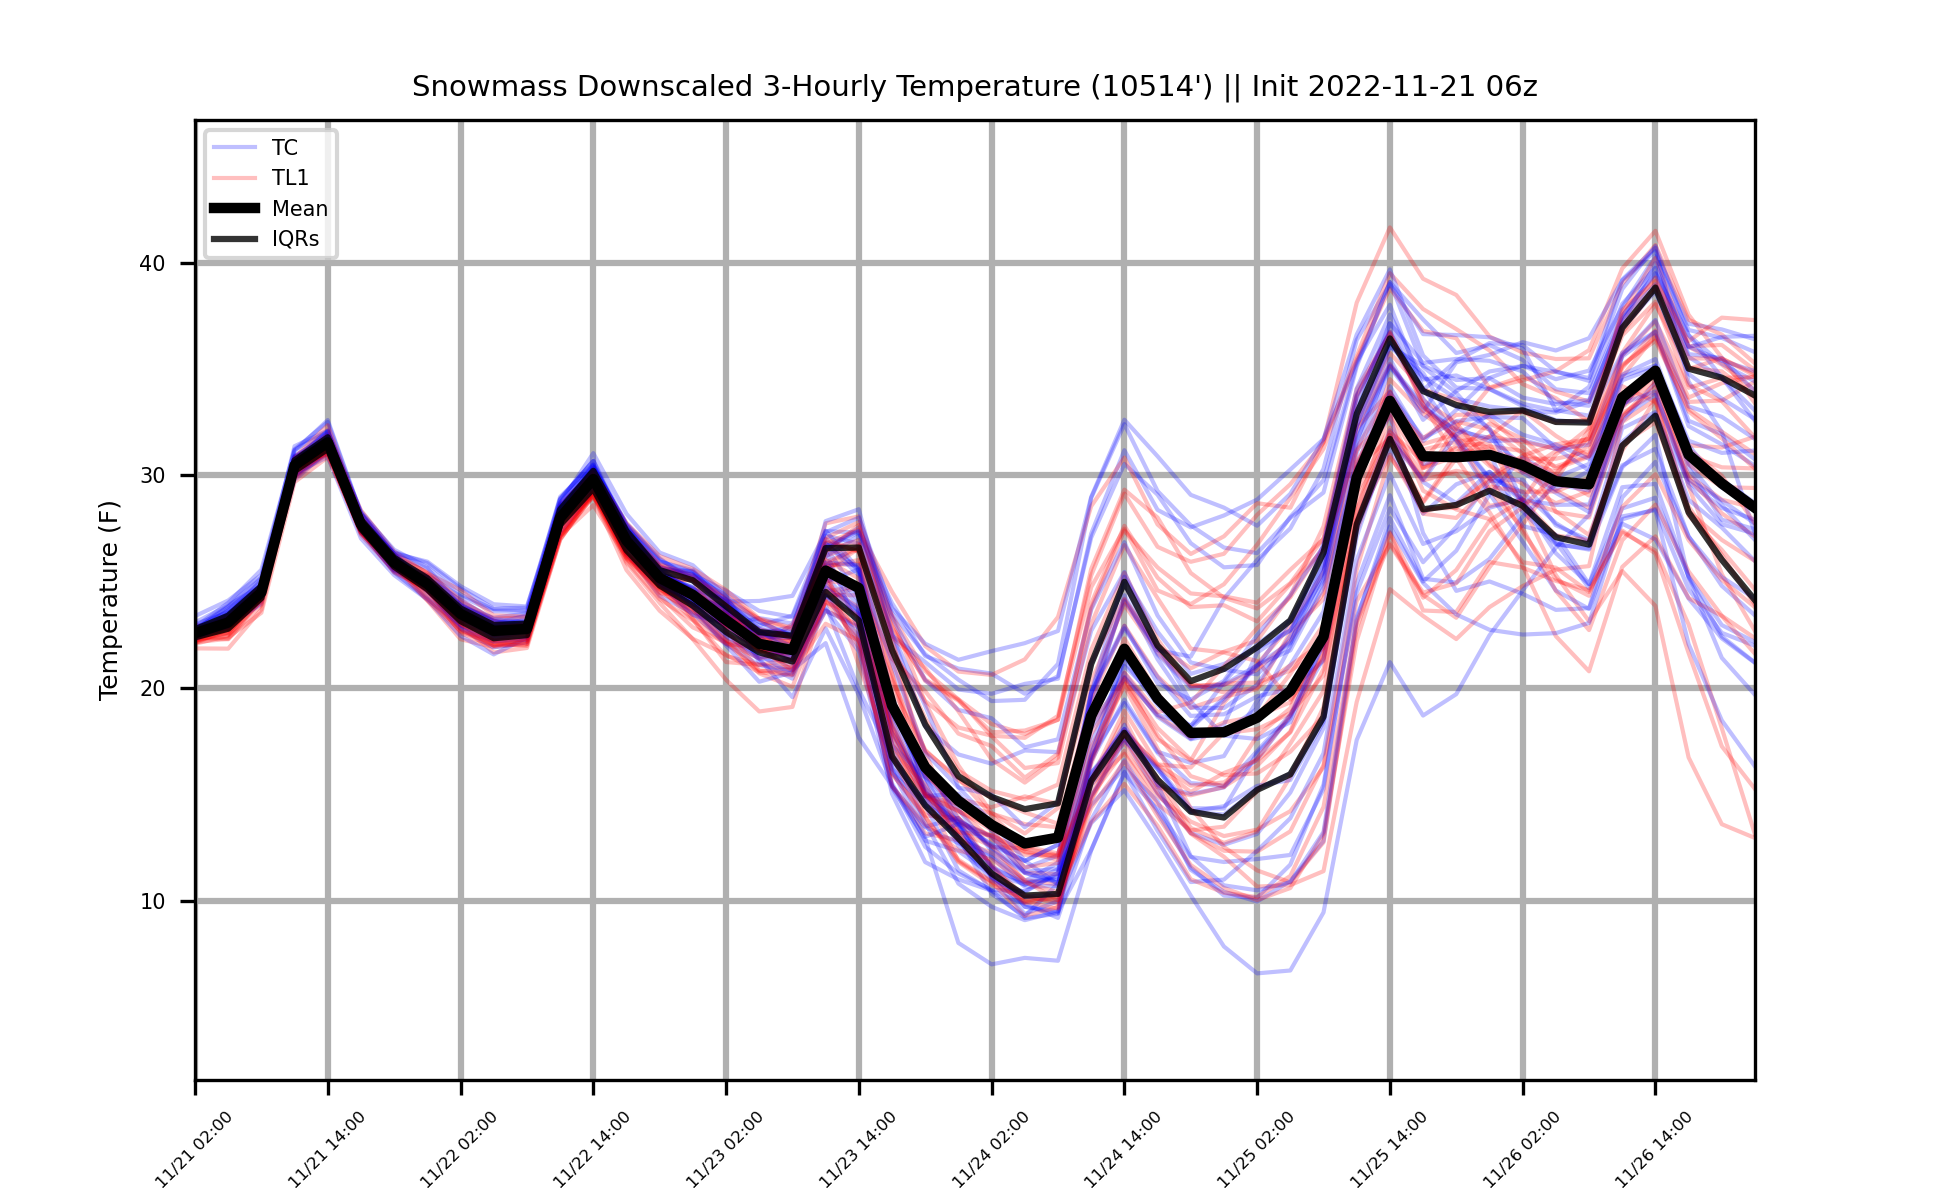 Snowmass Downscaled 3-Hourly Temperature (10514') || Init 2022-11-21 06z
TC
TL1
Mean
IQRs
Temperature (F)
40
30
20
10
11/21 02:00
11/21 14:00
11/22 02:00
11/22 14:00
11/23 02:00
11/23 14:00
11/24 02:00
11/24 14:00
11/25 02:00
11/25 14:00
11/26 02:00
11/26 14:00